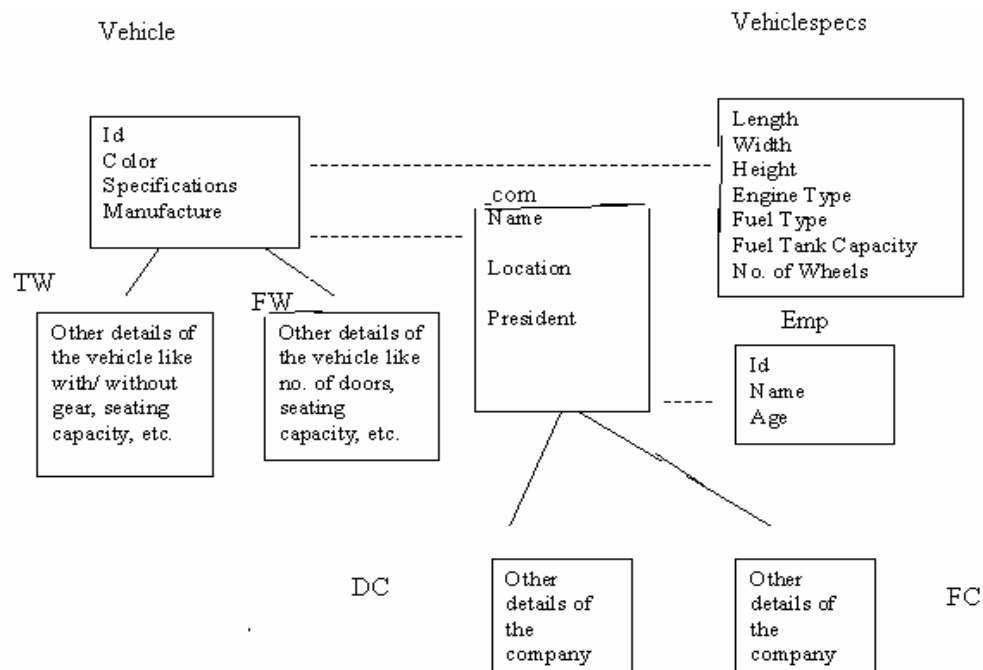 Vehicle
Vehiclespecs
Id
Color
Specifications
Manufacture
Length
Width
Height
Engine Type
Fuel Type
Fuel Tank Capacity
No. of Wheels
com
Name
Location
President
TW
Other details of
the vehicle like
with/ without
gear, seating
capacity, etc.
FW
Other details of
the vehicle like
no. of doors,
seating
capacity, etc.
Emp
Id
Name
Age
DC
Other
details of
the
company
Other
details of
the
company
FC